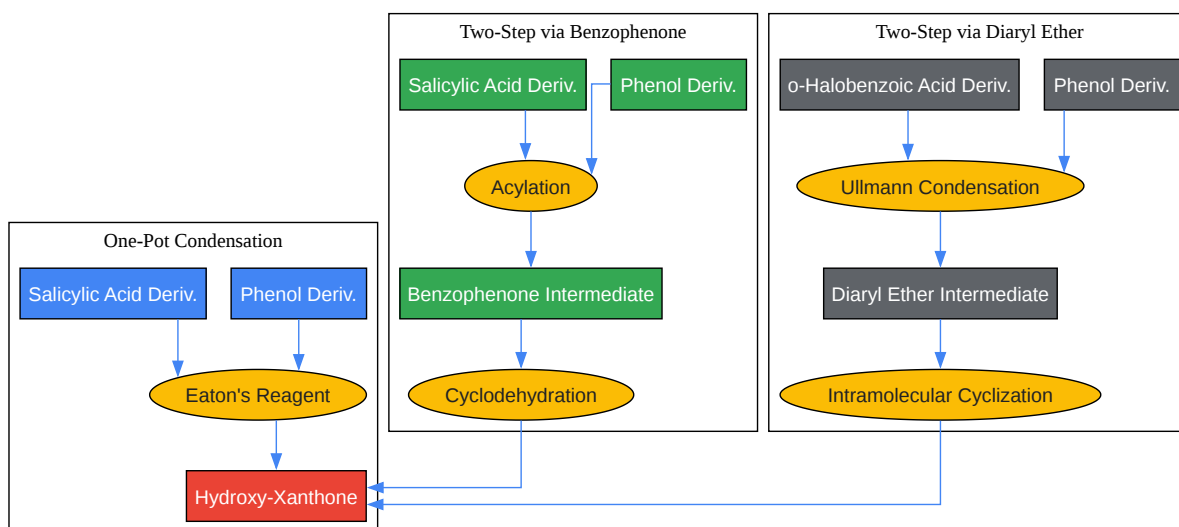 Two-Step via Benzophenone
Salicylic Acid Deriv.
Phenol Deriv.
Acylation
Benzophenone Intermediate
Cyclodehydration
Two-Step via Diaryl Ether
o-Halobenzoic Acid Deriv.
Phenol Deriv.
Ullmann Condensation
Diaryl Ether Intermediate
Intramolecular Cyclization
One-Pot Condensation
Salicylic Acid Deriv.
Phenol Deriv.
Eaton's Reagent
Hydroxy-Xanthone